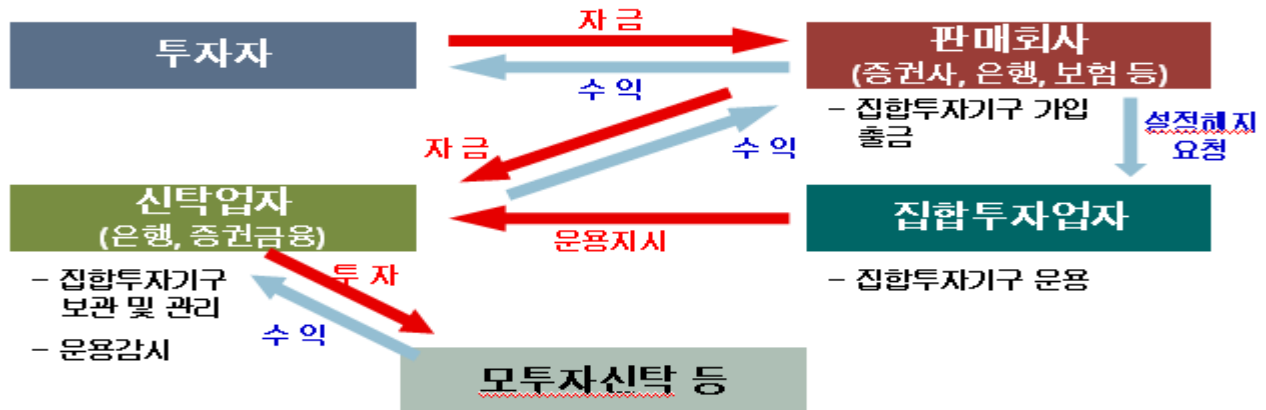 자 금
투자자
판매회사
(증권사, 은행, 보험 등)
수 익
– 집합투자기구 가입
출금
설정해지
요청
자 금
수 익
신탁업자
(은행, 증권금융)
집합투자업자
운용지시
– 집합투자기구
보관 및 관리
– 운용감시
투 자
– 집합투자기구 운용
수 익
모투자신탁 등